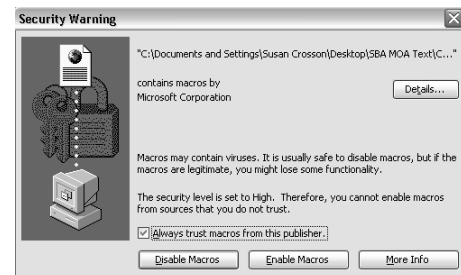 Security Warning
"C:\Documents and Settings\Susan Crosson\Desktop\SBA MOA Text\C..."
contains macros by
Microsoft Corporation
Details...
Macros may contain viruses. It is usually safe to disable macros, but if the
macros are legitimate, you might lose some functionality.
The security level is set to High. Therefore, you cannot enable macros
from sources that you do not trust.
Always trust macros from this publisher.
Disable Macros
Enable Macros
More Info